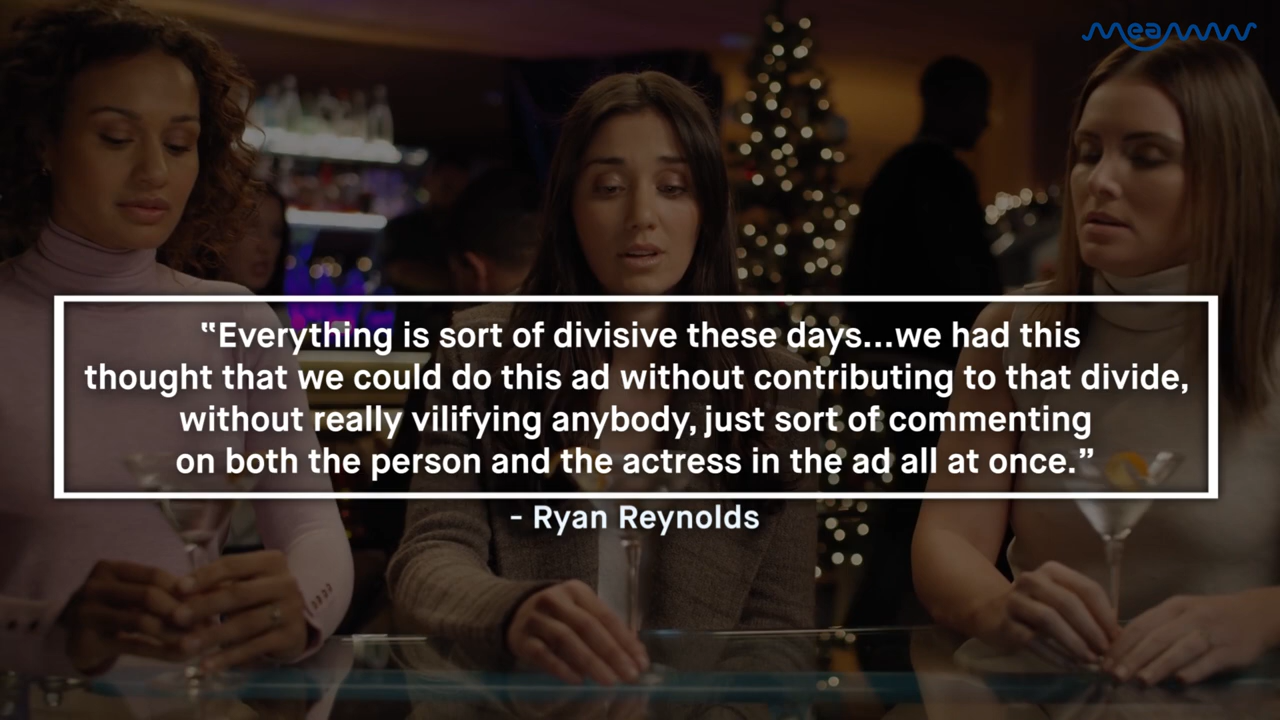 MEAWW
“Everything is sort of divisive these days...we had this
thought that we could do this ad without contributing to that divide,
without really vilifying anybody, just sort of commenting
on both the person and the actress in the ad all at once.”
- Ryan Reynolds